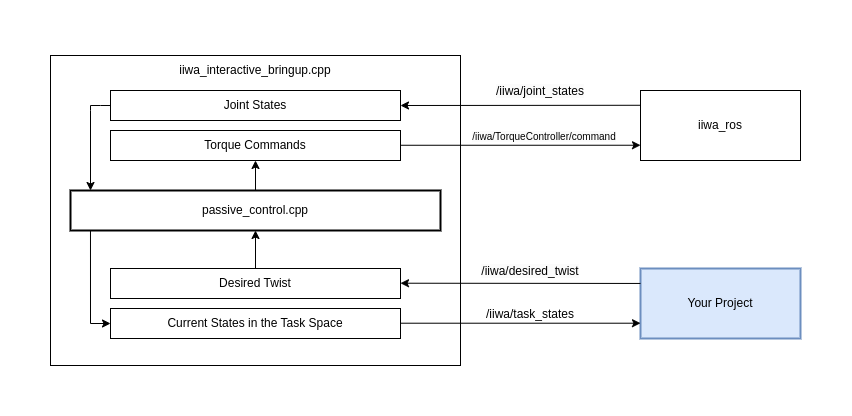 iiwa_interactive_bringup.cpp
Joint States
/iiwa/joint_states
iiwa_ros
Torque Commands
/iiwa/TorqueController/command
passive_control.cpp
Desired Twist
/iiwa/desired_twist
Your Project
Current States in the Task Space
/iiwa/task_states